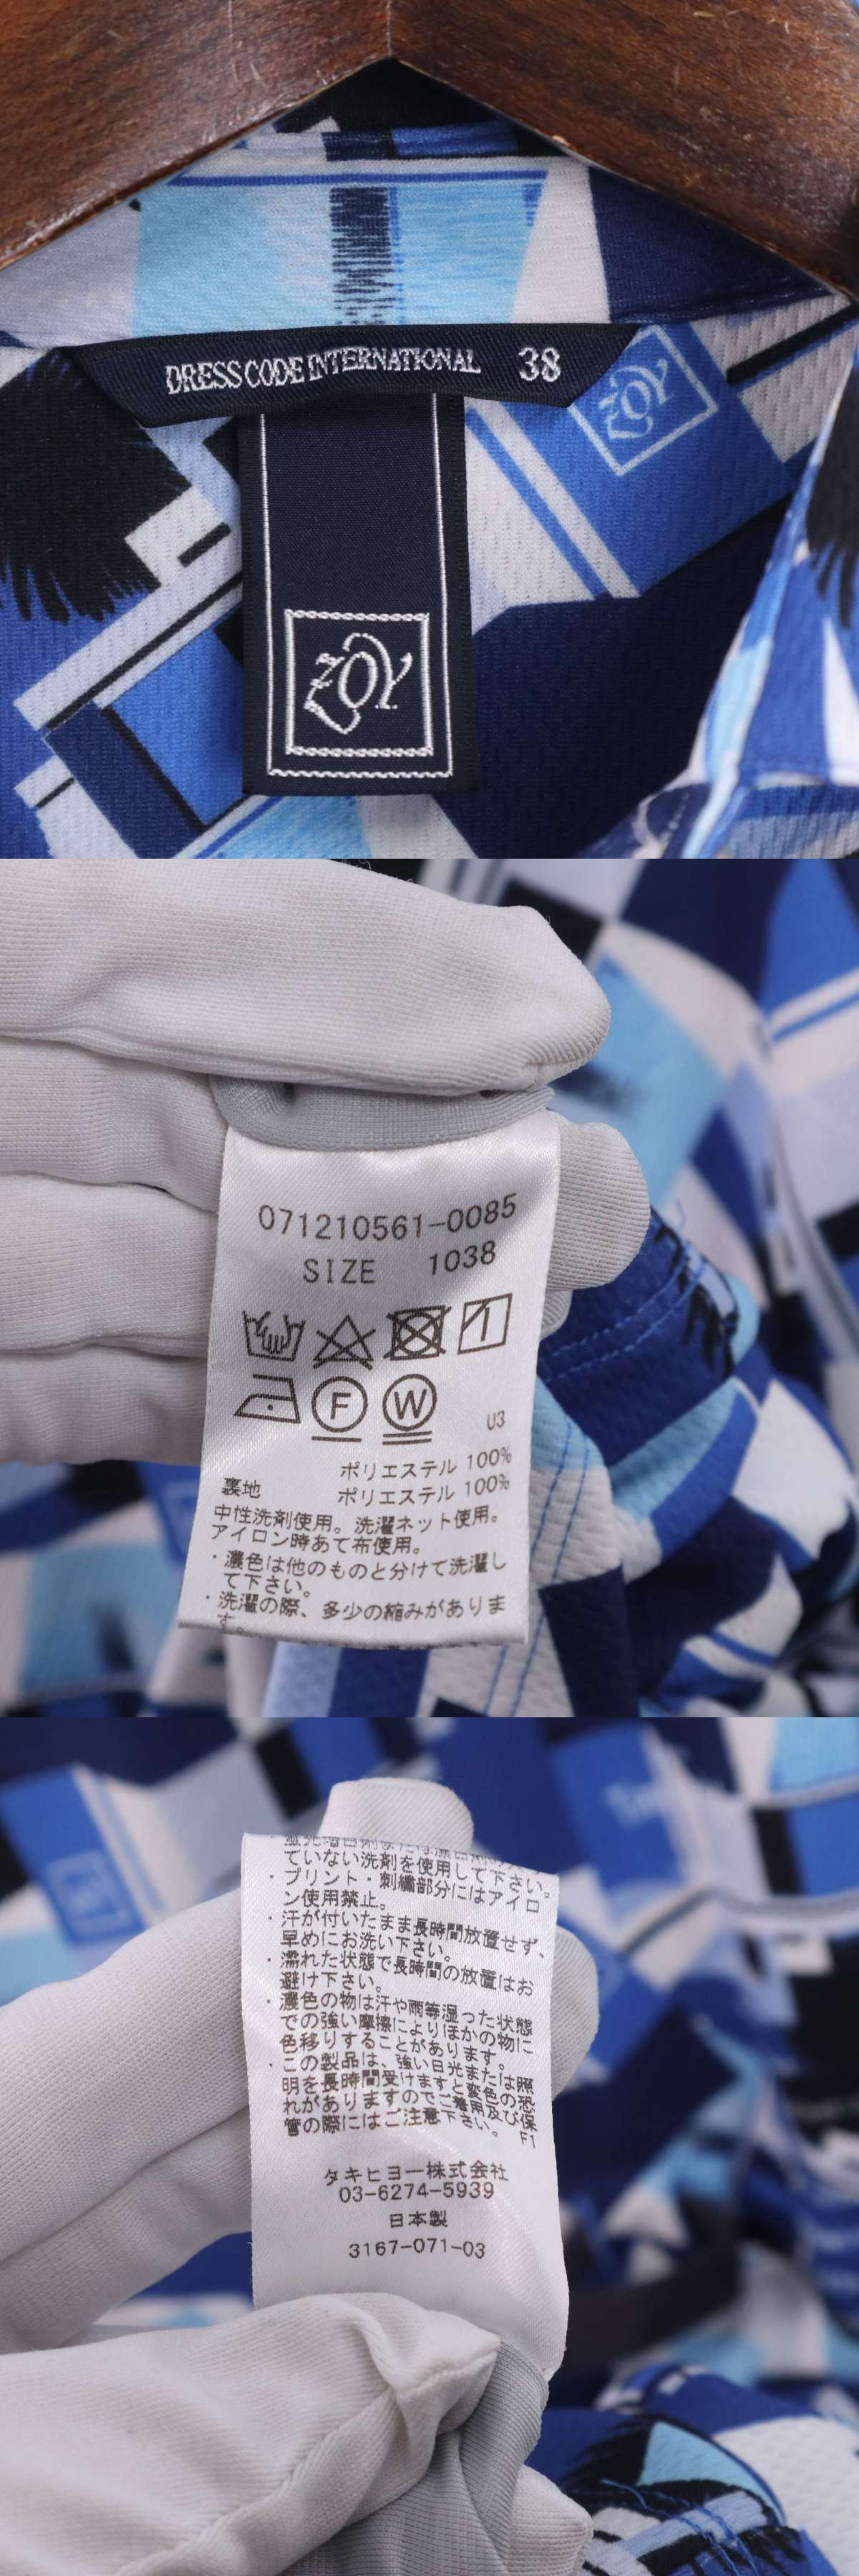 DRESS CODE INTERNATIONAL 38
ZOY
ZOY
071210561-0085
SIZE 1038
F W
U3
ポリエステル 100%
裏地 ポリエステル 100%
中性洗剤使用。洗濯ネット使用。
アイロン時あて布使用。
・濃色は他のものと分けて洗濯し
て下さい。
・洗濯の際、多少の縮みがありま
す。
ていない洗剤を使用して下さい。
・プリント・刺繍部分にはアイロ
ン使用禁止。
・汗が付いたまま長時間放置せず、
早めにお洗い下さい。
・濡れた状態で長時間の放置はお
避け下さい。
・濃色の物は汗や雨等湿った状態
での強い摩擦によりほかの物に
色移りすることがあります。
・この製品は、強い日光または照
明を長時間受けますと変色の恐
れがありますのでご着用及び保
管の際にはご注意下さい。 F1
タキヒヨー株式会社
03-6274-5939
日本製
3167-071-03